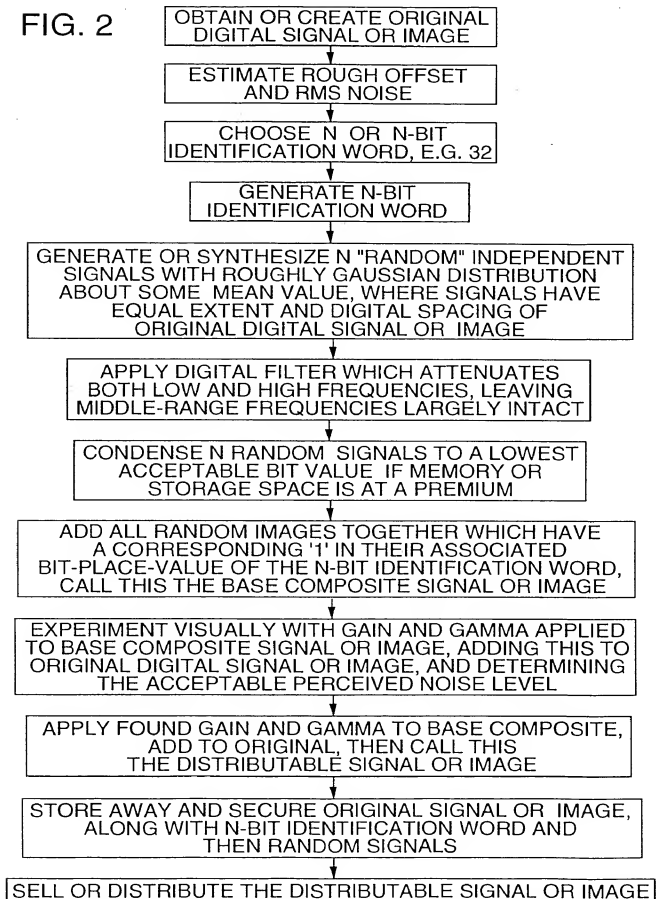 FIG. 2
OBTAIN OR CREATE ORIGINAL
DIGITAL SIGNAL OR IMAGE
ESTIMATE ROUGH OFFSET
AND RMS NOISE
CHOOSE N OR N-BIT
IDENTIFICATION WORD, E.G. 32
GENERATE N-BIT
IDENTIFICATION WORD
GENERATE OR SYNTHESIZE N "RANDOM" INDEPENDENT
SIGNALS WITH ROUGHLY GAUSSIAN DISTRIBUTION
ABOUT SOME MEAN VALUE, WHERE SIGNALS HAVE
EQUAL EXTENT AND DIGITAL SPACING OF
ORIGINAL DIGITAL SIGNAL OR IMAGE
APPLY DIGITAL FILTER WHICH ATTENUATES
BOTH LOW AND HIGH FREQUENCIES, LEAVING
MIDDLE-RANGE FREQUENCIES LARGELY INTACT
CONDENSE N RANDOM SIGNALS TO A LOWEST
ACCEPTABLE BIT VALUE IF MEMORY OR
STORAGE SPACE IS AT A PREMIUM
ADD ALL RANDOM IMAGES TOGETHER WHICH HAVE
A CORRESPONDING '1' IN THEIR ASSOCIATED
BIT-PLACE-VALUE OF THE N-BIT IDENTIFICATION WORD,
CALL THIS THE BASE COMPOSITE SIGNAL OR IMAGE
EXPERIMENT VISUALLY WITH GAIN AND GAMMA APPLIED
TO BASE COMPOSITE SIGNAL OR IMAGE, ADDING THIS TO
ORIGINAL DIGITAL SIGNAL OR IMAGE, AND DETERMINING
THE ACCEPTABLE PERCEIVED NOISE LEVEL
APPLY FOUND GAIN AND GAMMA TO BASE COMPOSITE,
ADD TO ORIGINAL, THEN CALL THIS
THE DISTRIBUTABLE SIGNAL OR IMAGE
STORE AWAY AND SECURE ORIGINAL SIGNAL OR IMAGE,
ALONG WITH N-BIT IDENTIFICATION WORD AND
THEN RANDOM SIGNALS
SELL OR DISTRIBUTE THE DISTRIBUTABLE SIGNAL OR IMAGE